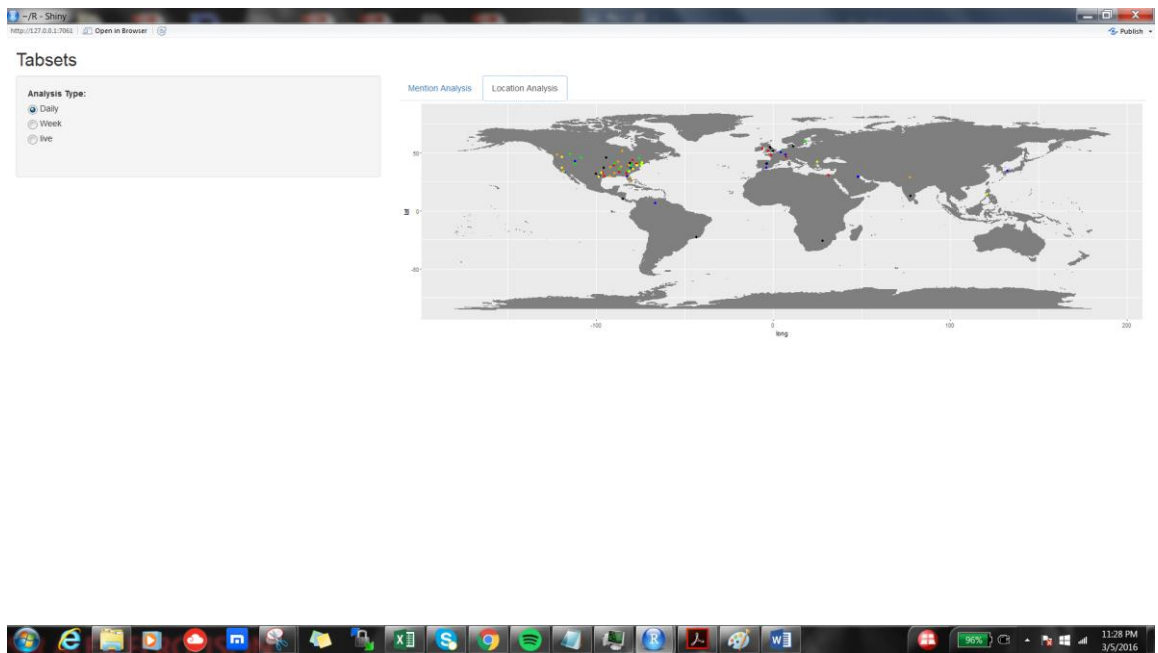 ~/R - Shiny
http://127.0.0.1:7061 Open in Browser Publish
Tabsets
Analysis Type:
Daily
Week
live
Mention Analysis Location Analysis
50
0
-50
lat
-100 0 100 200
long
96%
11:28 PM
3/5/2016